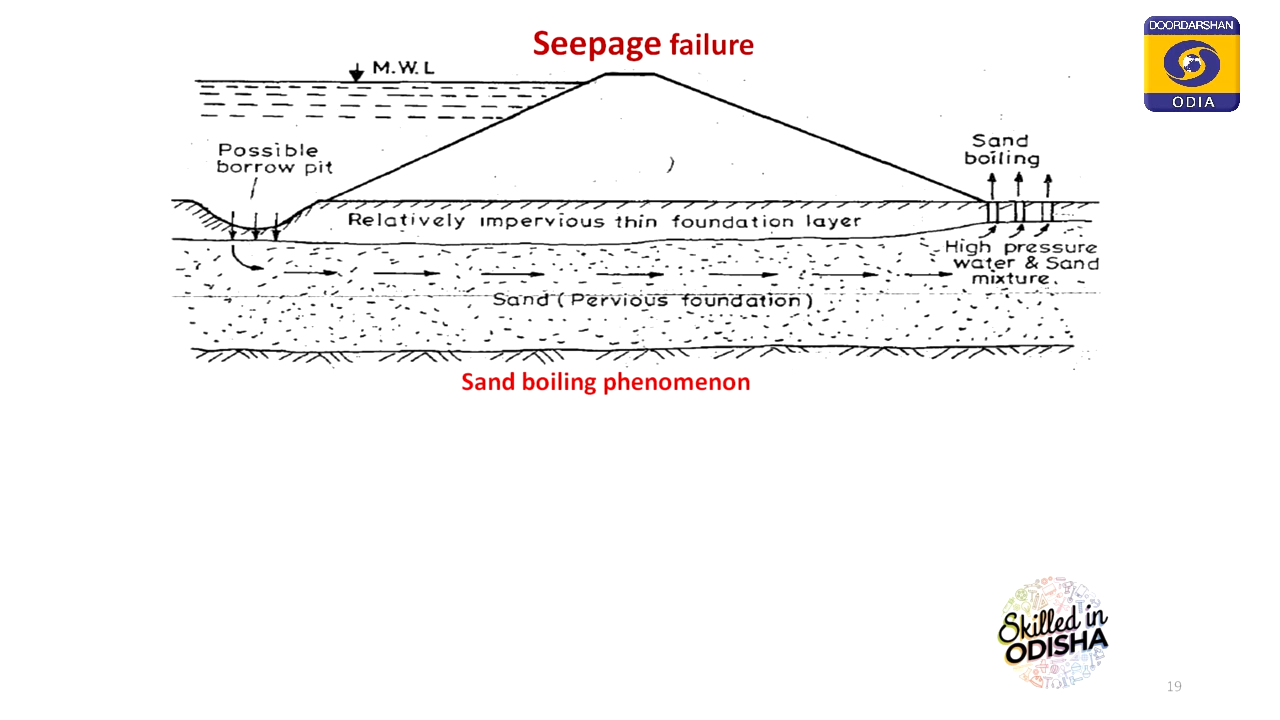 Seepage failure
DOORDARSHAN
ODIA
M.W.L
Possible
borrow pit
Sand
boiling
Relatively impervious thin foundation layer
High pressure
water & Sand
mixture.
Sand (Pervious foundation)
Sand boiling phenomenon
Skilled in
ODISHA
19